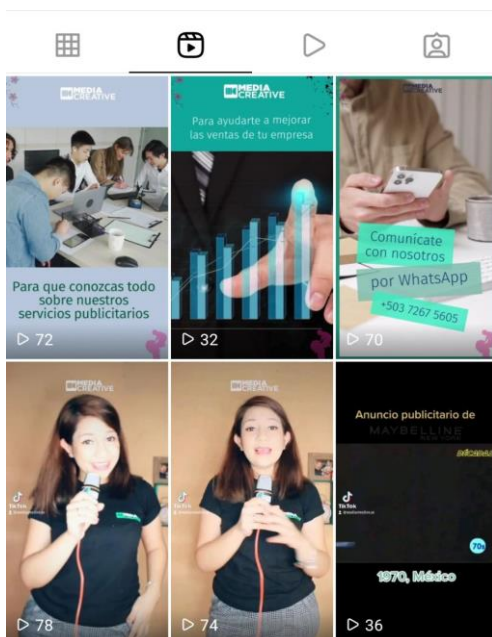 MEDIA
CREATIVE
Para que conozcas todo
sobre nuestros
servicios publicitarios
72
MEDIA
CREATIVE
Para ayudarte a mejorar
las ventas de tu empresa
32
MEDIA
CREATIVE
Comunicate
con nosotros
por WhatsApp
+503 7267 5605
70
MEDIA
CREATIVE
TikTok
78
MEDIA
CREATIVE
TikTok
74
Anuncio publicitario de
MAYBELLINE
NEW YORK
TikTok
70s
1970, México
36